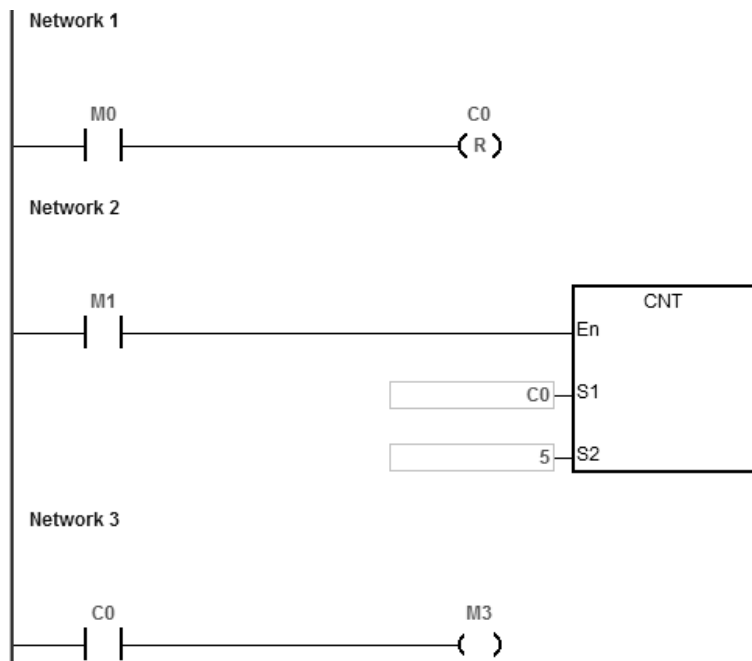 Network 1
M0 C0
R
Network 2
M1 CNT
En
C0 S1
5 S2
Network 3
C0 M3